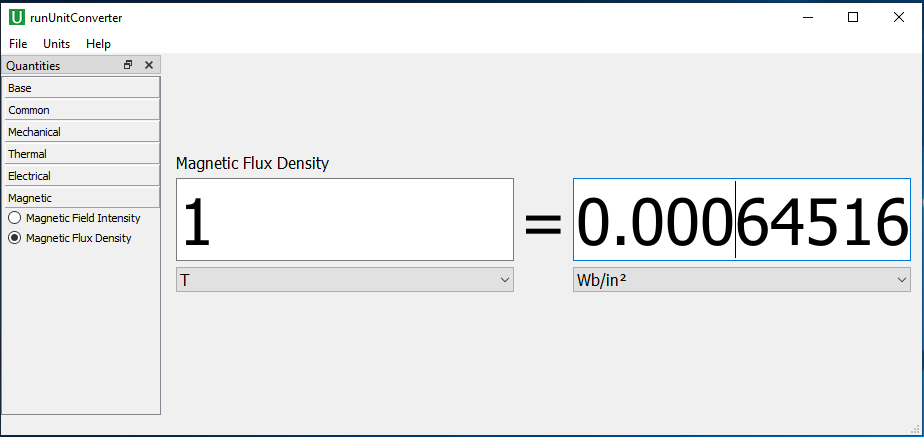 runUnitConverter
File Units Help
Quantities
Base
Common
Mechanical
Thermal
Electrical
Magnetic
Magnetic Field Intensity
Magnetic Flux Density
Magnetic Flux Density
1 = 0.00064516
T Wb/in²